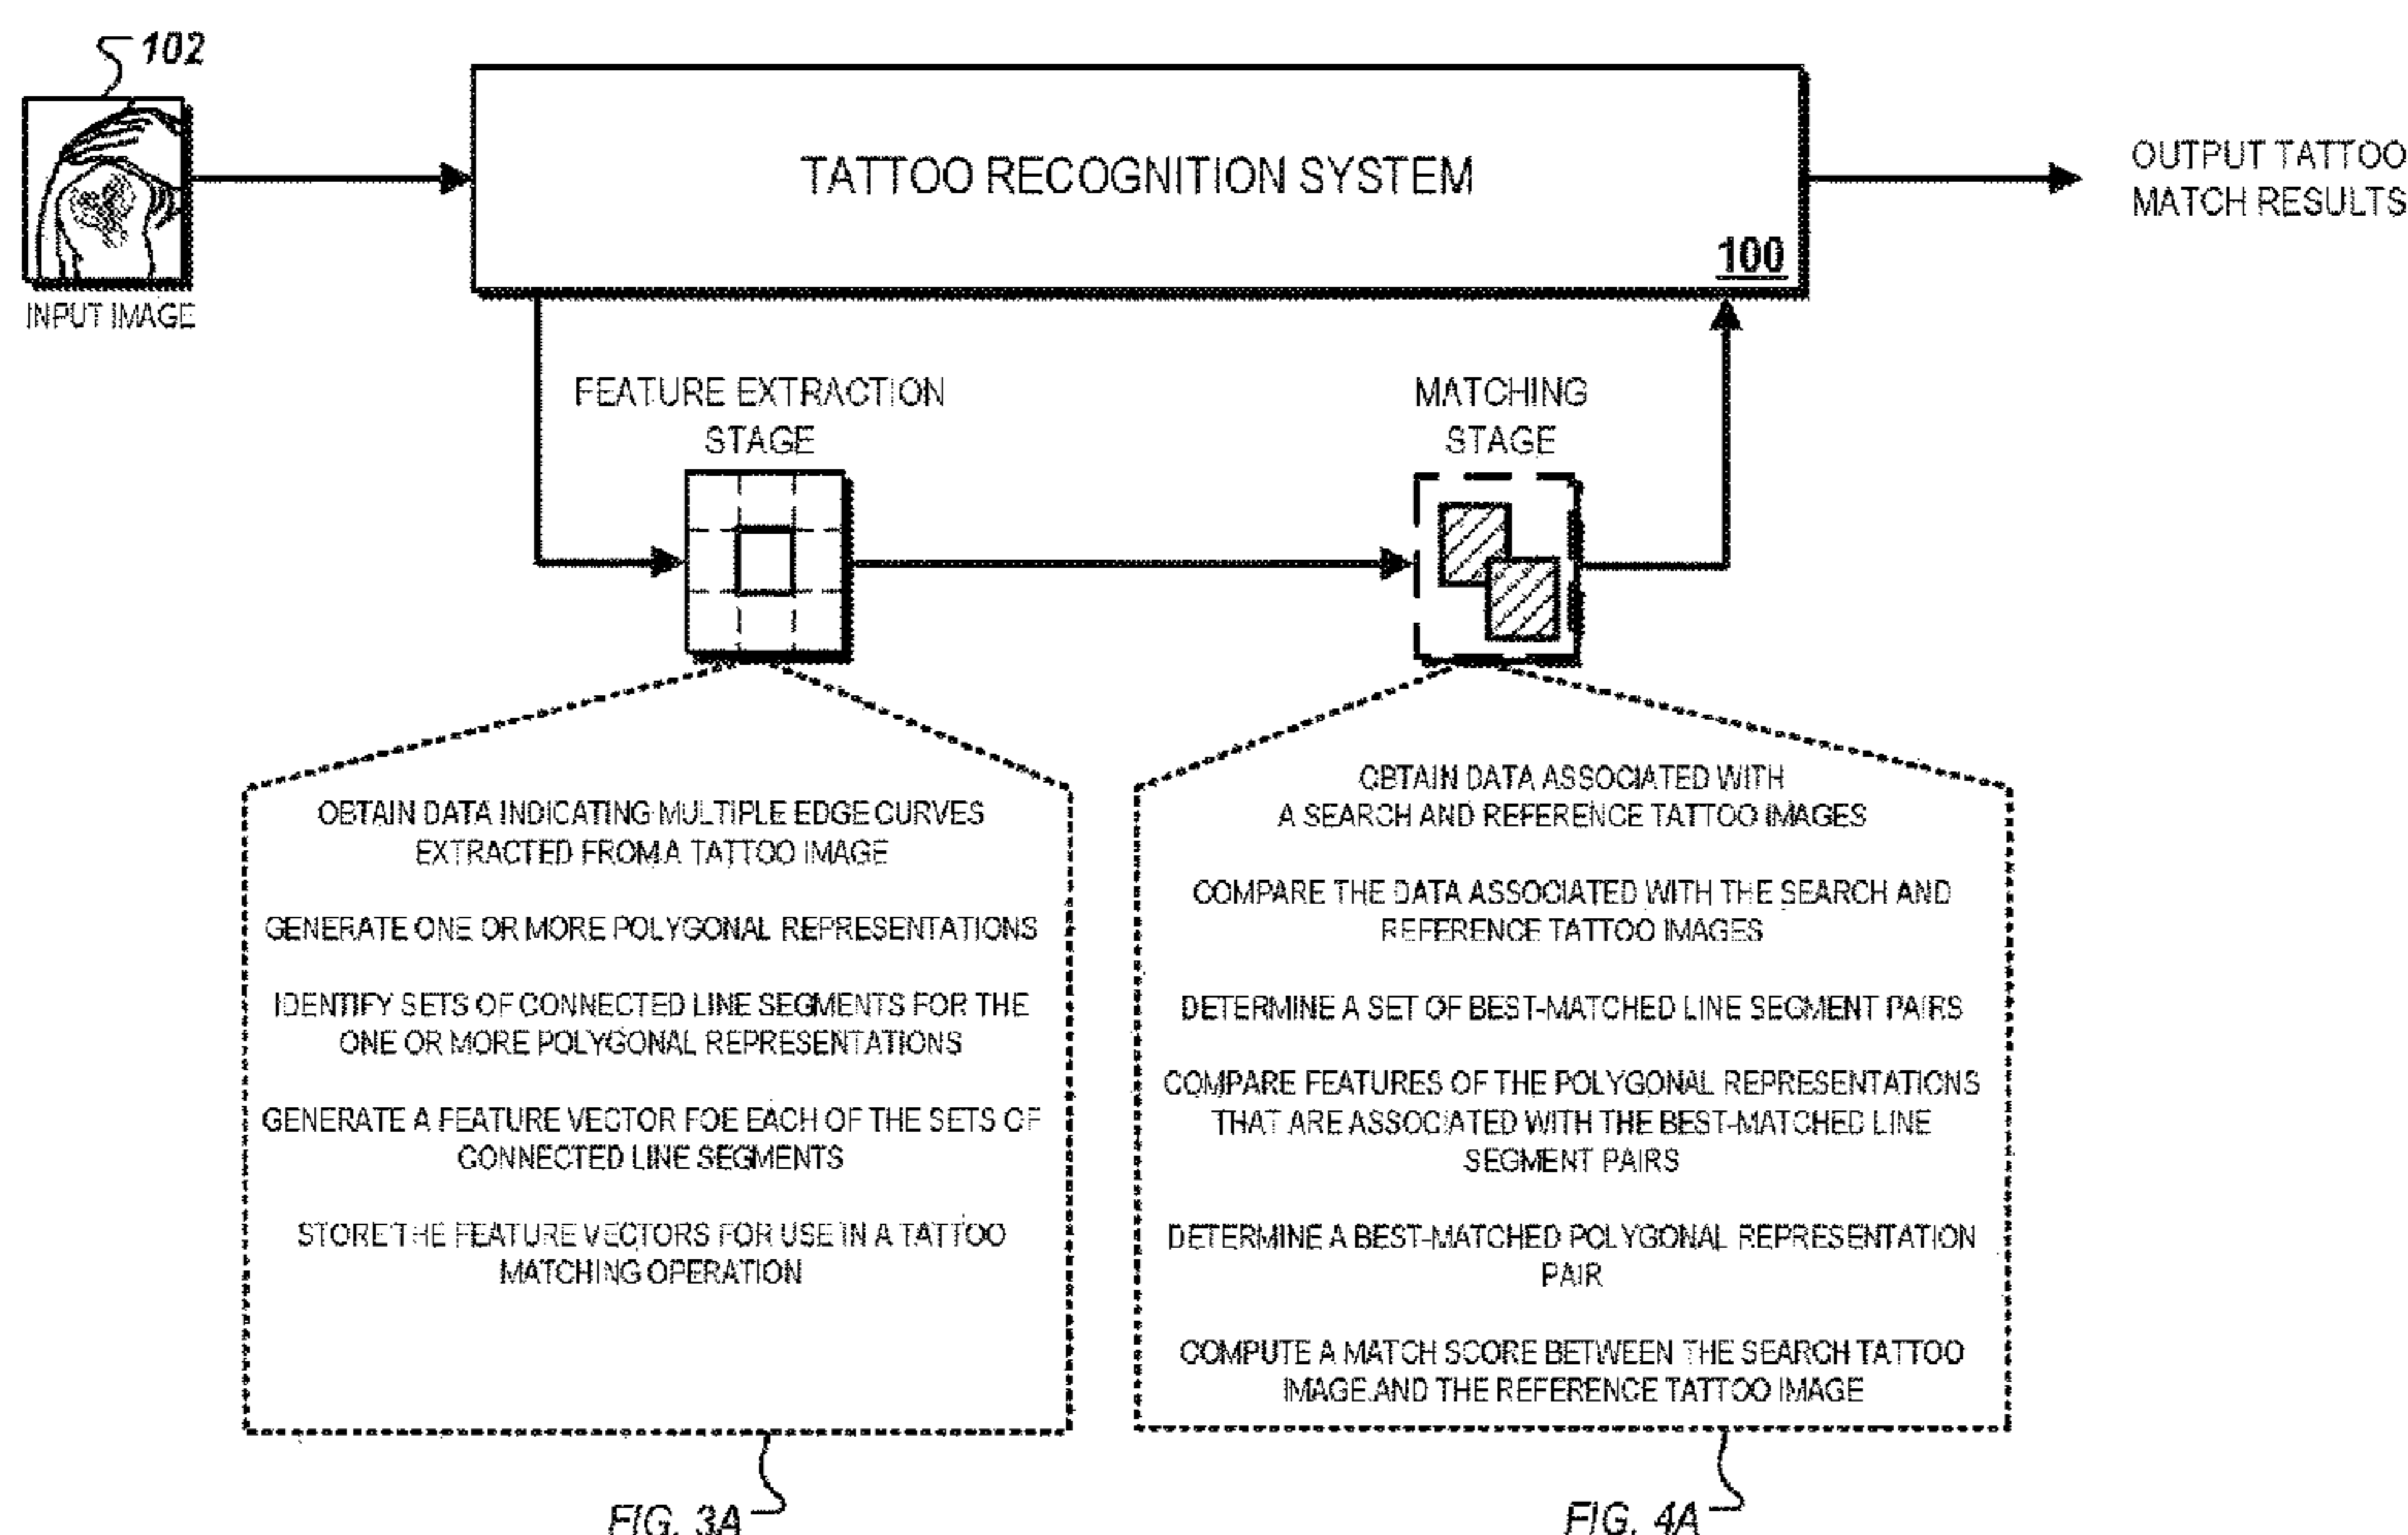 102
INPUT IMAGE
TATTOO RECOGNITION SYSTEM
100
OUTPUT TATTOO
MATCH RESULTS
FEATURE EXTRACTION
STAGE
MATCHING
STAGE
OBTAIN DATA INDICATING MULTIPLE EDGE CURVES
EXTRACTED FROM A TATTOO IMAGE
GENERATE ONE OR MORE POLYGONAL REPRESENTATIONS
IDENTIFY SETS OF CONNECTED LINE SEGMENTS FOR THE
ONE OR MORE POLYGONAL REPRESENTATIONS
GENERATE A FEATURE VECTOR FOE EACH OF THE SETS OF
CONNECTED LINE SEGMENTS
STORE THE FEATURE VECTORS FOR USE IN A TATTOO
MATCHING OPERATION
FIG. 3A
OBTAIN DATA ASSOCIATED WITH
A SEARCH AND REFERENCE TATTOO IMAGES
COMPARE THE DATA ASSOCIATED WITH THE SEARCH AND
REFERENCE TATTOO IMAGES
DETERMINE A SET OF BEST-MATCHED LINE SEGMENT PAIRS
COMPARE FEATURES OF THE POLYGONAL REPRESENTATIONS
THAT ARE ASSOCIATED WITH THE BEST-MATCHED LINE
SEGMENT PAIRS
DETERMINE A BEST-MATCHED POLYGONAL REPRESENTATION
PAIR
COMPUTE A MATCH SCORE BETWEEN THE SEARCH TATTOO
IMAGE AND THE REFERENCE TATTOO IMAGE
FIG. 4A